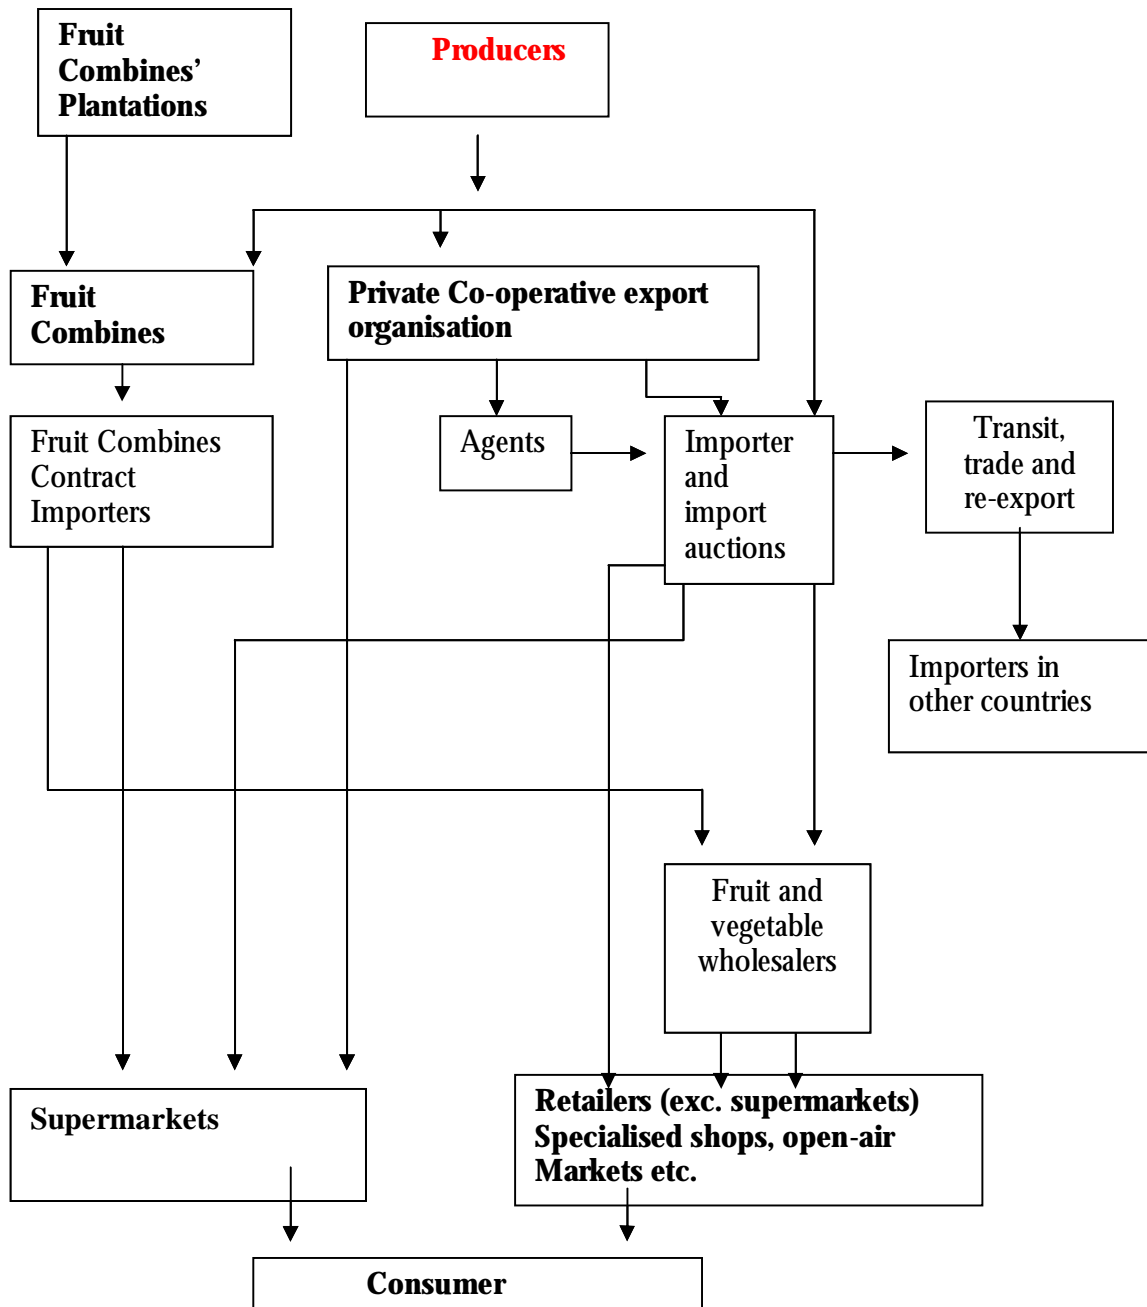 Fruit
Combines’
Plantations
Producers
Fruit
Combines
Private Co-operative export
organisation
Fruit Combines
Contract
Importers
Agents
Importer
and
import
auctions
Transit,
trade and
re-export
Importers in
other countries
Fruit and
vegetable
wholesalers
Supermarkets
Retailers (exc. supermarkets)
Specialised shops, open-air
Markets etc.
Consumer